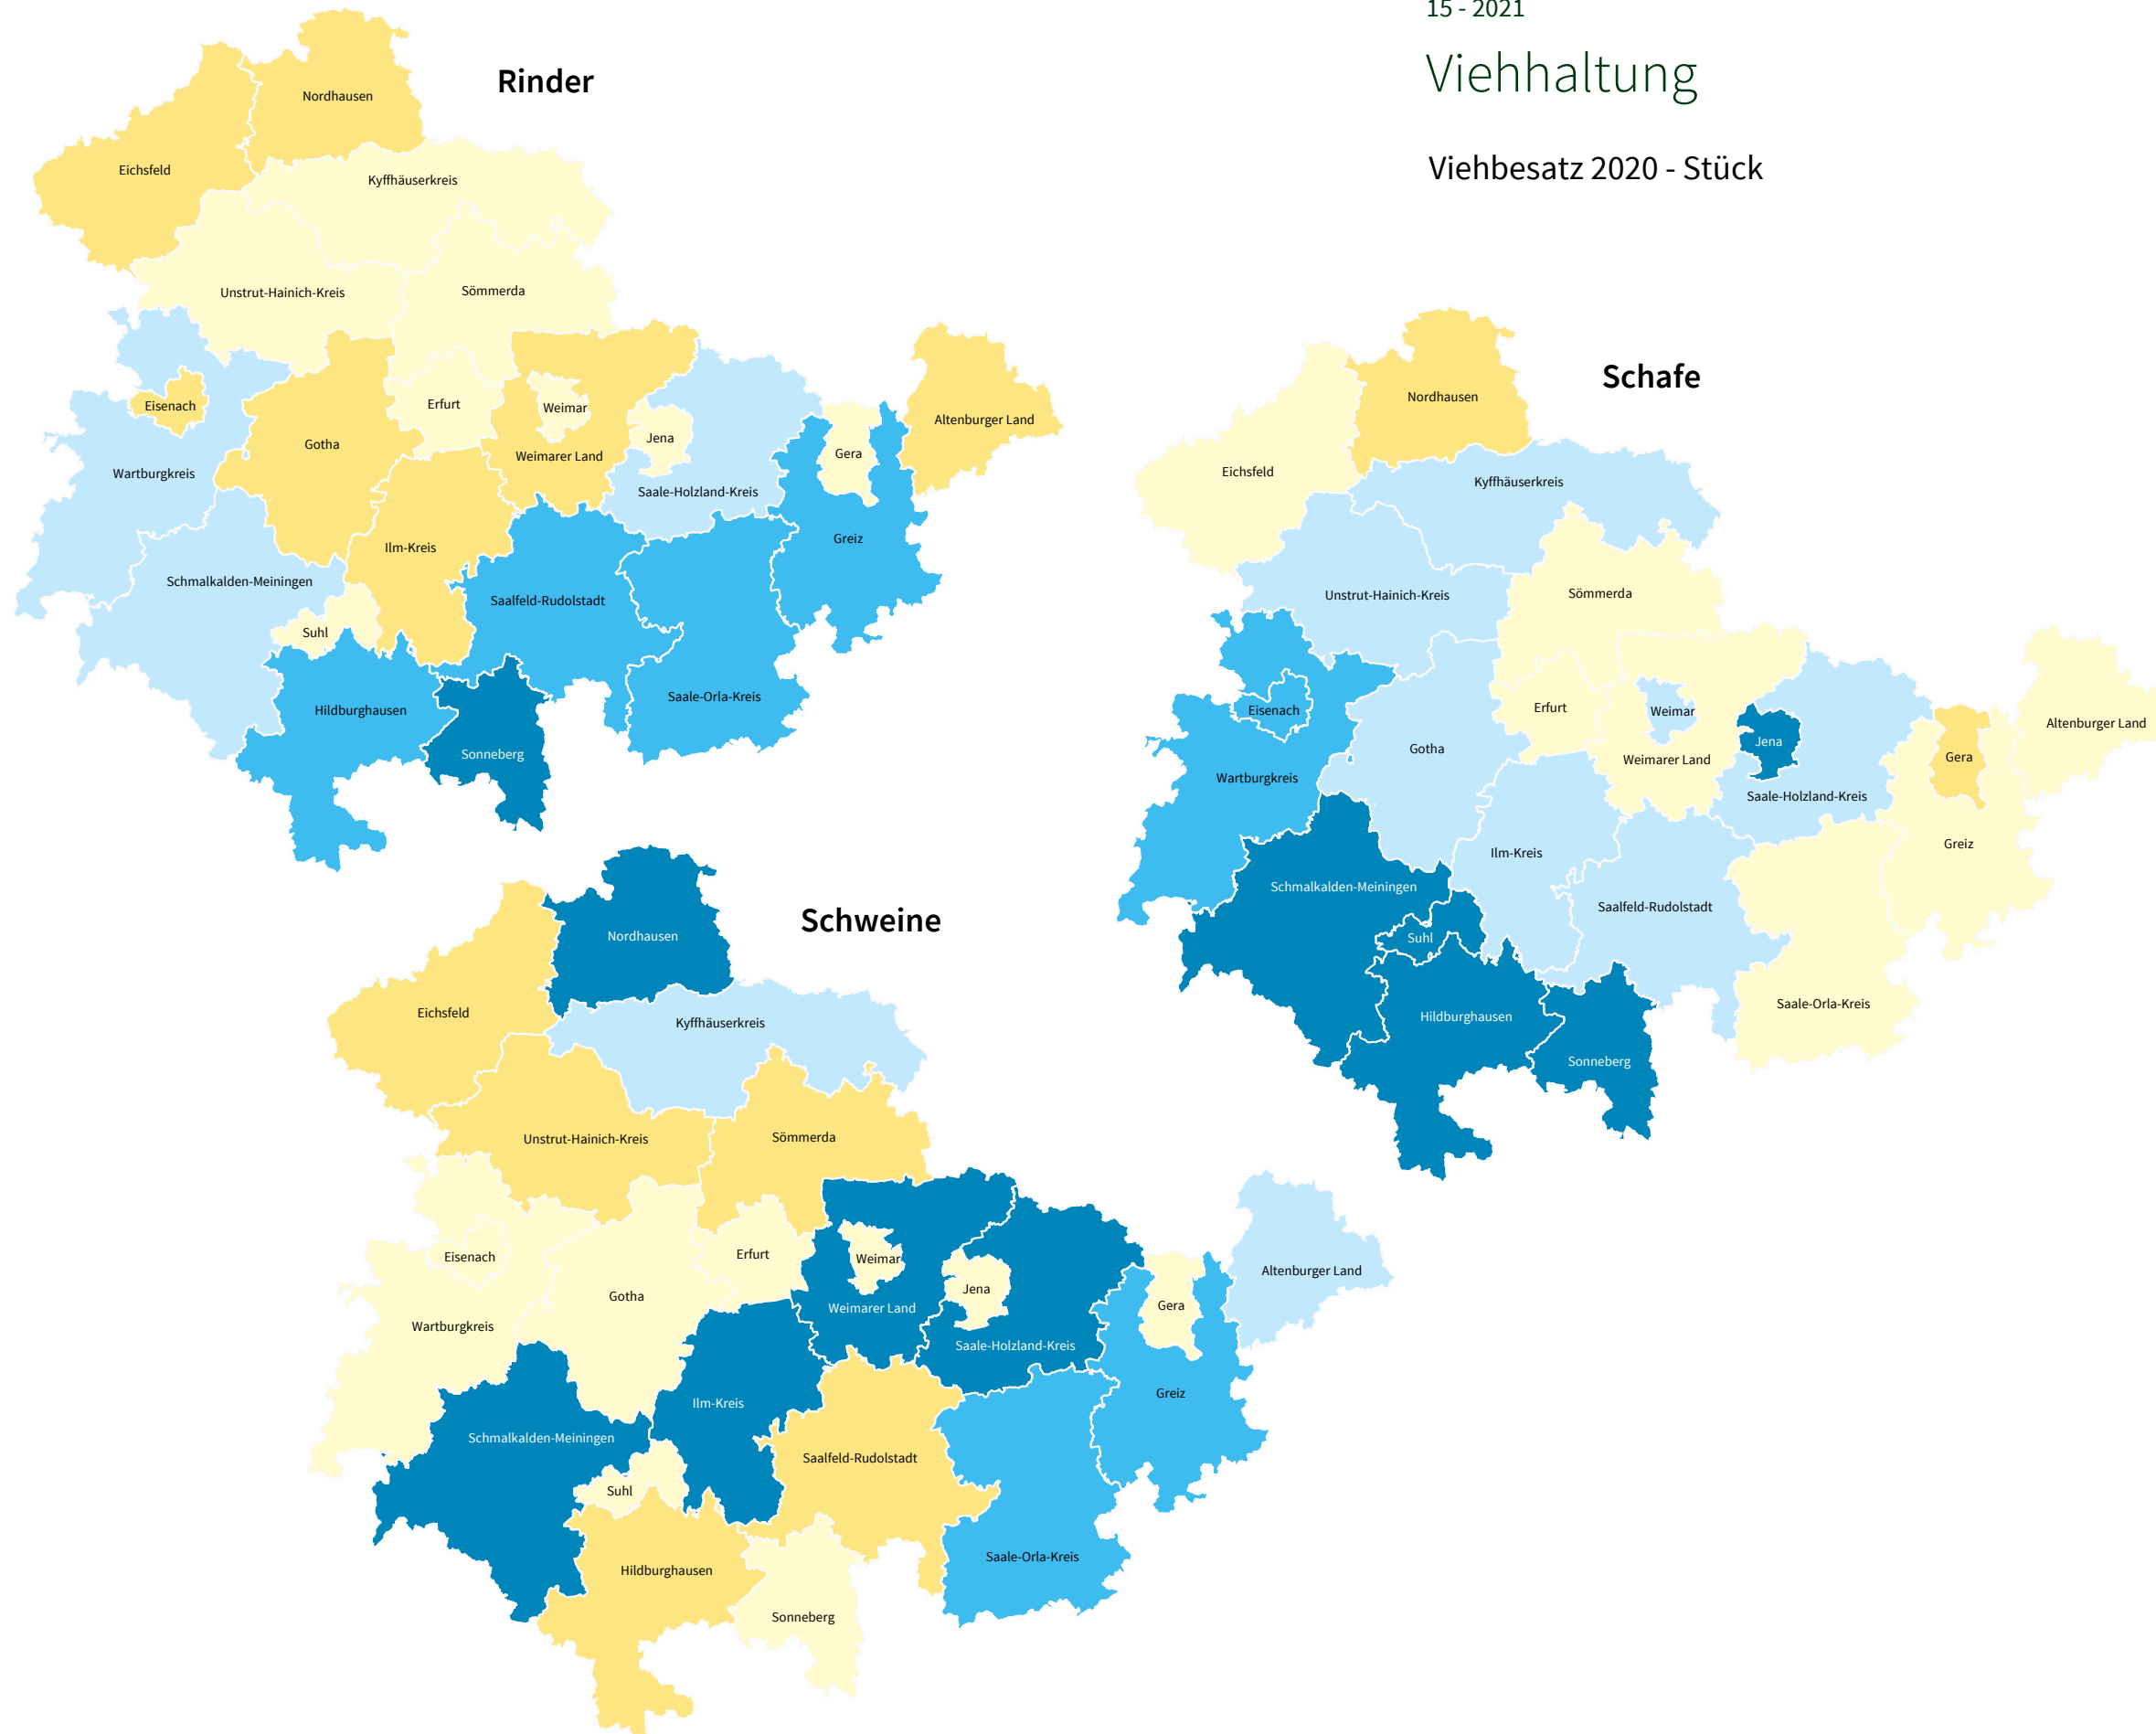 15 - 2021
Viehhaltung
Viehbesatz 2020 - Stück
Rinder
Nordhausen
Eichsfeld
Kyffhäuserkreis
Unstrut-Hainich-Kreis
Sömmerda
Eisenach
Erfurt
Weimar
Altenburger Land
Gotha
Jena
Weimarer Land
Gera
Wartburgkreis
Saale-Holzland-Kreis
Ilm-Kreis
Greiz
Schmalkalden-Meiningen
Saalfeld-Rudolstadt
Suhl
Saale-Orla-Kreis
Hildburghausen
Sonneberg
Schafe
Nordhausen
Eichsfeld
Kyffhäuserkreis
Unstrut-Hainich-Kreis
Sömmerda
Eisenach
Erfurt
Weimar
Altenburger Land
Gotha
Jena
Weimarer Land
Gera
Wartburgkreis
Saale-Holzland-Kreis
Ilm-Kreis
Greiz
Schmalkalden-Meiningen
Saalfeld-Rudolstadt
Suhl
Saale-Orla-Kreis
Hildburghausen
Sonneberg
Schweine
Nordhausen
Eichsfeld
Kyffhäuserkreis
Unstrut-Hainich-Kreis
Sömmerda
Eisenach
Erfurt
Weimar
Altenburger Land
Gotha
Jena
Weimarer Land
Gera
Wartburgkreis
Saale-Holzland-Kreis
Ilm-Kreis
Greiz
Schmalkalden-Meiningen
Saalfeld-Rudolstadt
Suhl
Saale-Orla-Kreis
Hildburghausen
Sonneberg